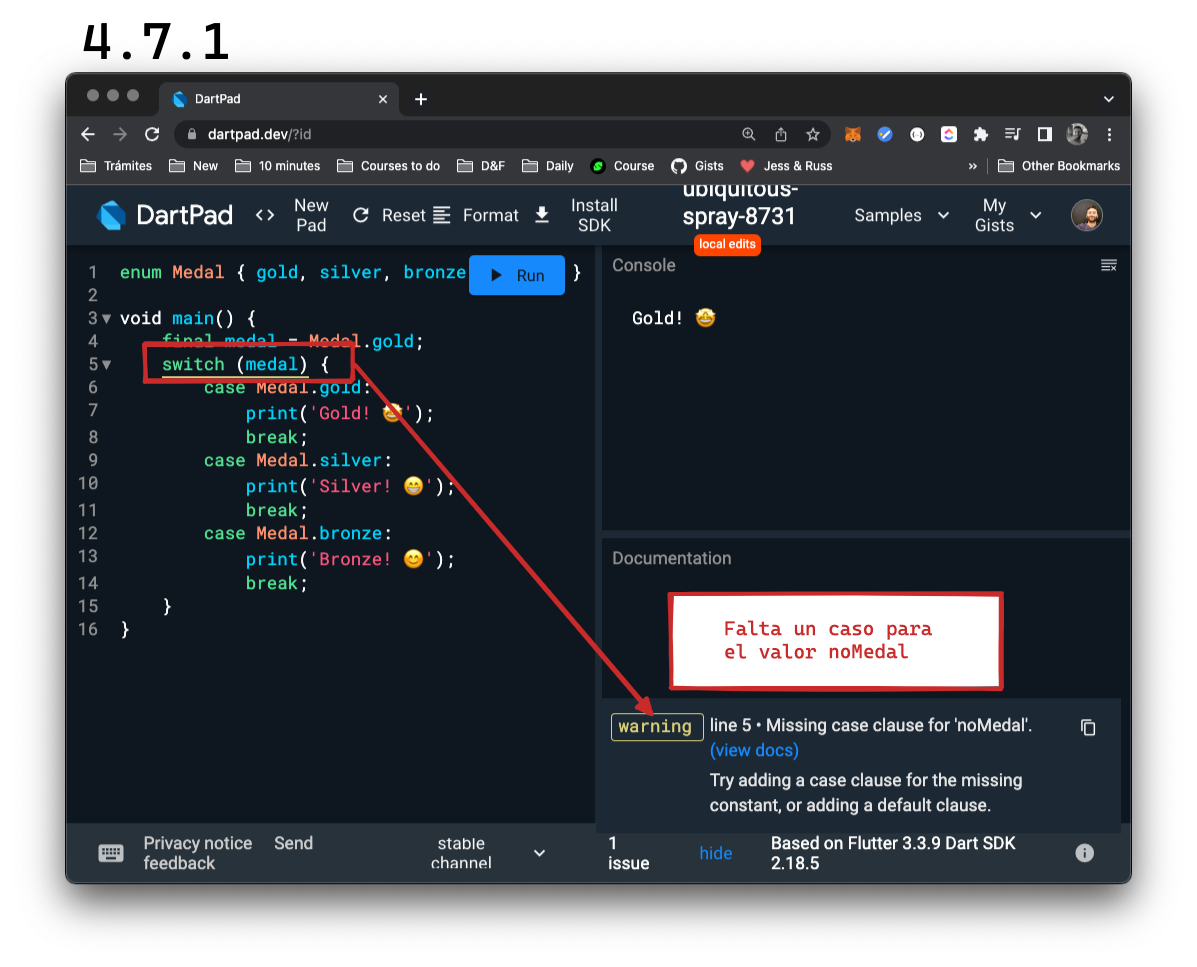 4.7.1
DartPad
dartpad.dev/?id
Trámites New 10 minutes Courses to do D&F Daily Course Gists Jess & Russ » Other Bookmarks
DartPad <> New Pad Reset Format Install SDK ubiquitous-spray-8731 Samples My Gists
local edits
1 enum Medal { gold, silver, bronze }
Run
2
3 void main() {
4 final medal = Medal.gold;
5 switch (medal) {
6 case Medal.gold:
7 print('Gold! 🤩');
8 break;
9 case Medal.silver:
10 print('Silver! 😁');
11 break;
12 case Medal.bronze:
13 print('Bronze! 😊');
14 break;
15 }
16 }
Console
Gold! 🤩
Documentation
Falta un caso para
el valor noMedal
warning line 5 • Missing case clause for 'noMedal'.
(view docs)
Try adding a case clause for the missing
constant, or adding a default clause.
Privacy notice Send
feedback
stable
channel
1
issue
hide
Based on Flutter 3.3.9 Dart SDK
2.18.5